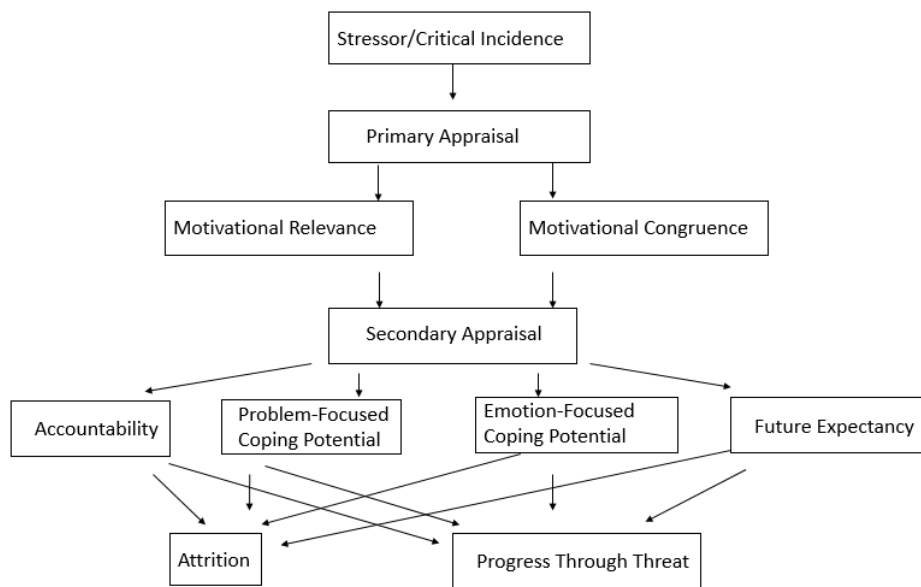 Stressor/Critical Incidence
Primary Appraisal
Motivational Relevance
Motivational Congruence
Secondary Appraisal
Accountability
Problem-Focused
Coping Potential
Emotion-Focused
Coping Potential
Future Expectancy
Attrition
Progress Through Threat